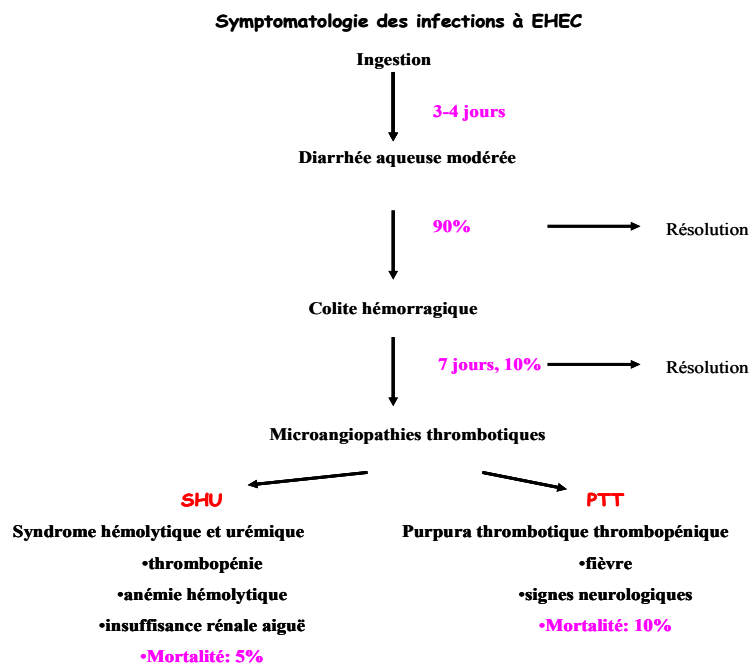 Symptomatologie des infections à EHEC
Ingestion
3-4 jours
Diarrhée aqueuse modérée
90%
Résolution
Colite hémorragique
7 jours, 10%
Résolution
Microangiopathies thrombotiques
SHU
Syndrome hémolytique et urémique
•thrombopénie
•anémie hémolytique
•insuffisance rénale aiguë
•Mortalité: 5%
PTT
Purpura thrombotique thrombopénique
•fièvre
•signes neurologiques
•Mortalité: 10%